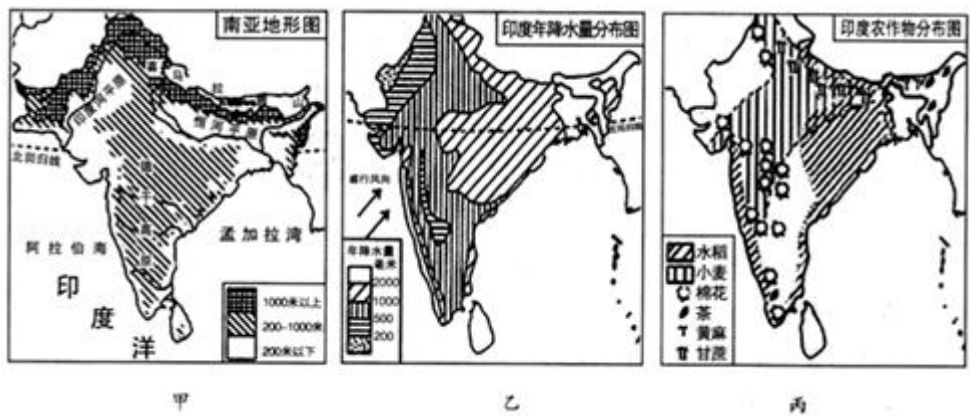 南亚地形图
喜
马
拉
雅
山
印度河平原
恒河平原
北回归线
德
干
高
原
阿拉伯海
孟加拉湾
印
度
洋
1000米以上
200-1000米
200米以下
甲
印度年降水量分布图
北回归线
盛行风向
年降水量
毫米
2000
1000
500
200
乙
印度农作物分布图
水稻
小麦
棉花
茶
黄麻
甘蔗
丙